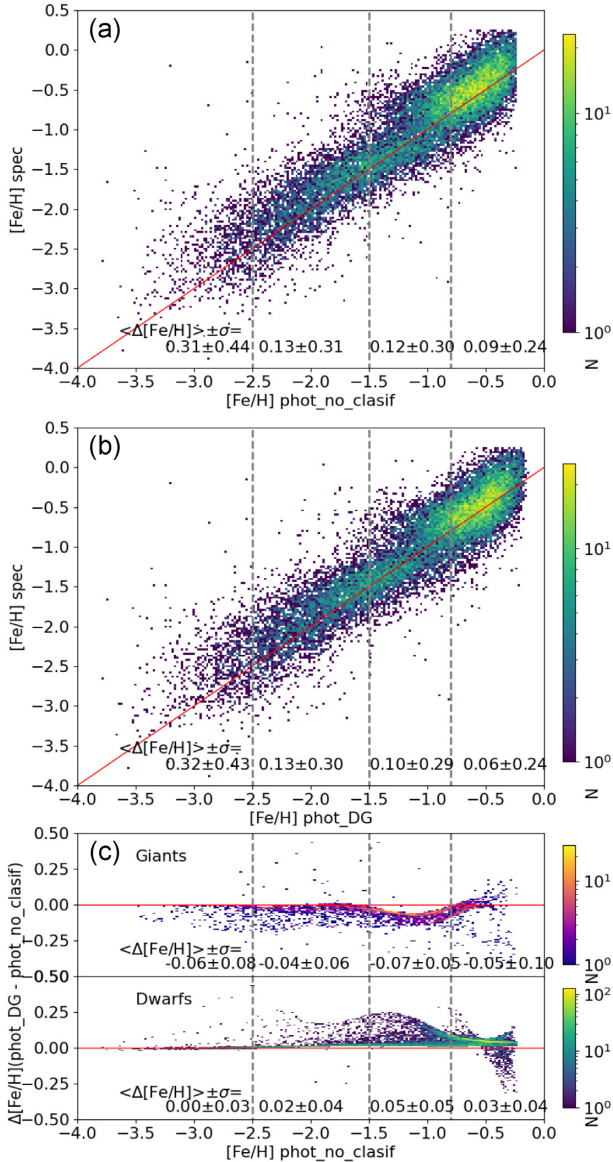 (a)
0.5
0.0
−0.5
−1.0
−1.5
−2.0
−2.5
−3.0
−3.5
−4.0
[Fe/H] spec
<Δ[Fe/H]>±σ=
0.31±0.44 0.13±0.31 0.12±0.30 0.09±0.24
−4.0 −3.5 −3.0 −2.5 −2.0 −1.5 −1.0 −0.5 0.0
[Fe/H] phot_no_clasif
10¹
10⁰
N
(b)
0.5
0.0
−0.5
−1.0
−1.5
−2.0
−2.5
−3.0
−3.5
−4.0
[Fe/H] spec
<Δ[Fe/H]>±σ=
0.32±0.43 0.13±0.30 0.10±0.29 0.06±0.24
−4.0 −3.5 −3.0 −2.5 −2.0 −1.5 −1.0 −0.5 0.0
[Fe/H] phot_DG
10¹
10⁰
N
(c)
Giants
0.50
0.25
0.00
−0.25
<Δ[Fe/H]>±σ=
-0.06±0.08 -0.04±0.06 -0.07±0.05 -0.05±0.10
10¹
10⁰
Δ[Fe/H](phot_DG - phot_no_clasif)
Dwarfs
0.50
0.25
0.00
−0.25
−0.50
<Δ[Fe/H]>±σ=
0.00±0.03 0.02±0.04 0.05±0.05 0.03±0.04
−4.0 −3.5 −3.0 −2.5 −2.0 −1.5 −1.0 −0.5 0.0
[Fe/H] phot_no_clasif
10²
10¹
10⁰
N